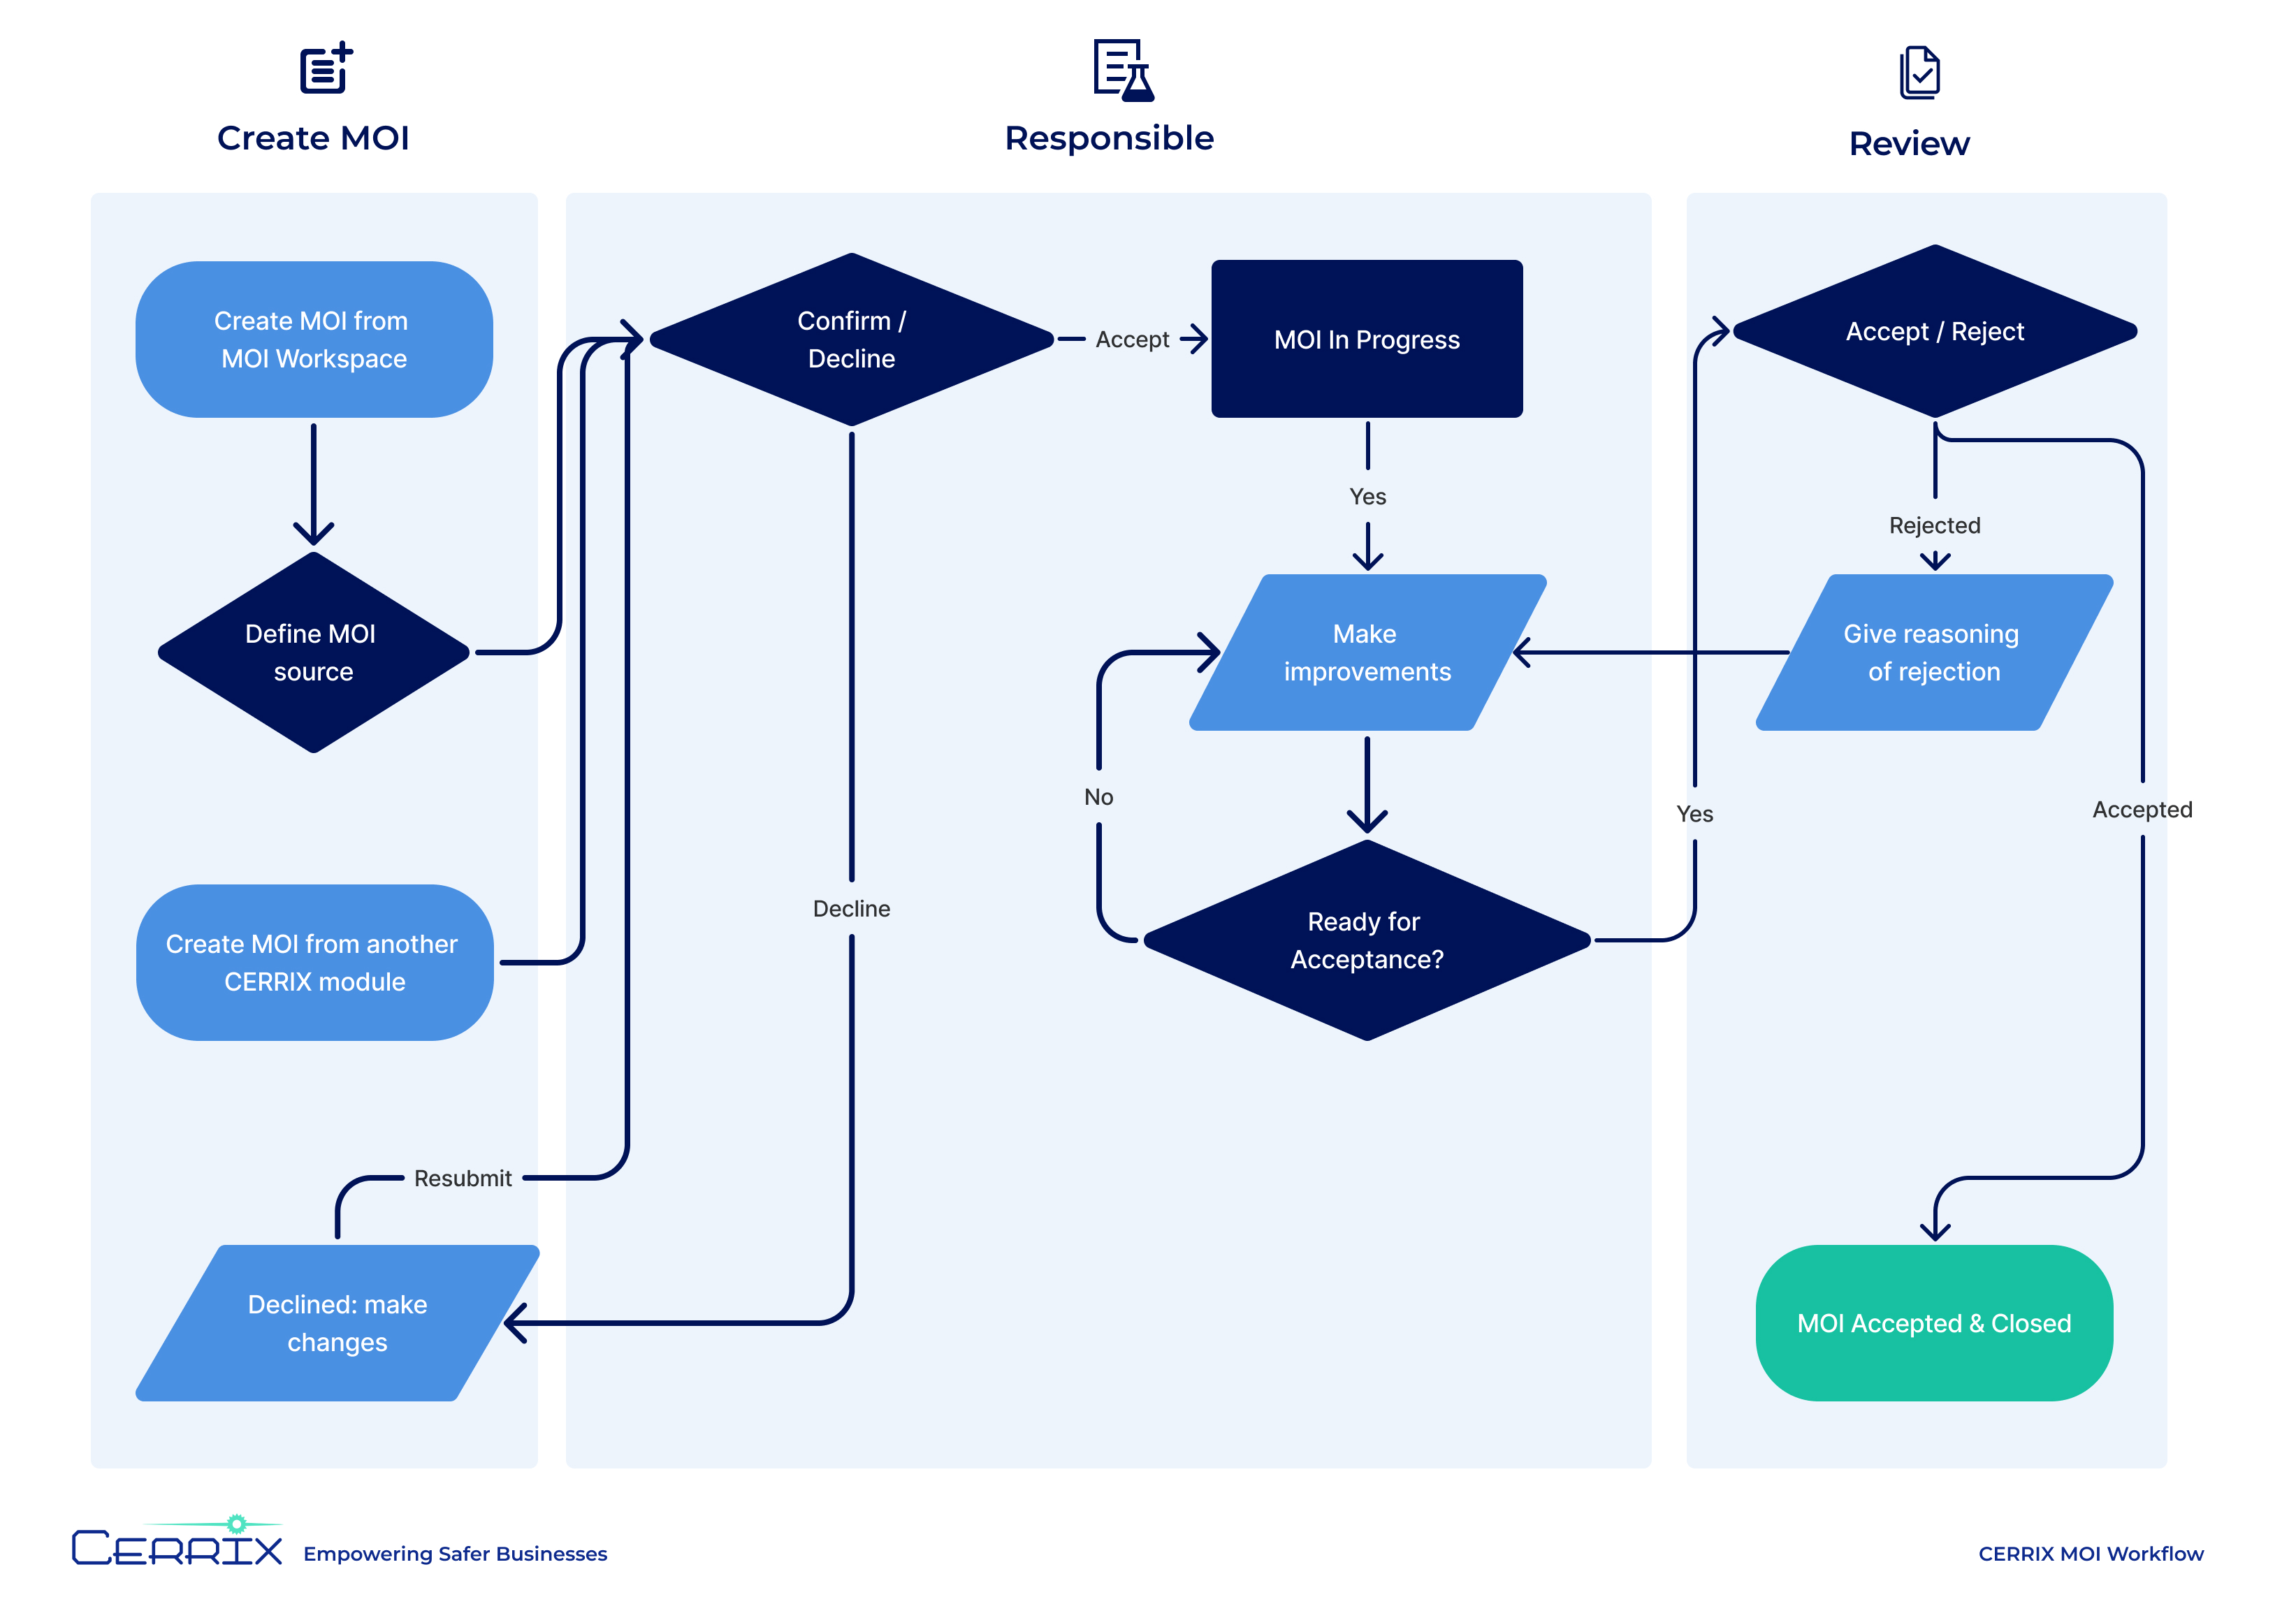 Create MOI
Responsible
Review
Create MOI from
MOI Workspace
Confirm /
Decline
Accept
MOI In Progress
Accept / Reject
Yes
Rejected
Define MOI
source
Make
improvements
Give reasoning
of rejection
No
Yes
Accepted
Decline
Ready for
Acceptance?
Create MOI from another
CERRIX module
Resubmit
Declined: make
changes
MOI Accepted & Closed
CERRIX
Empowering Safer Businesses
CERRIX MOI Workflow